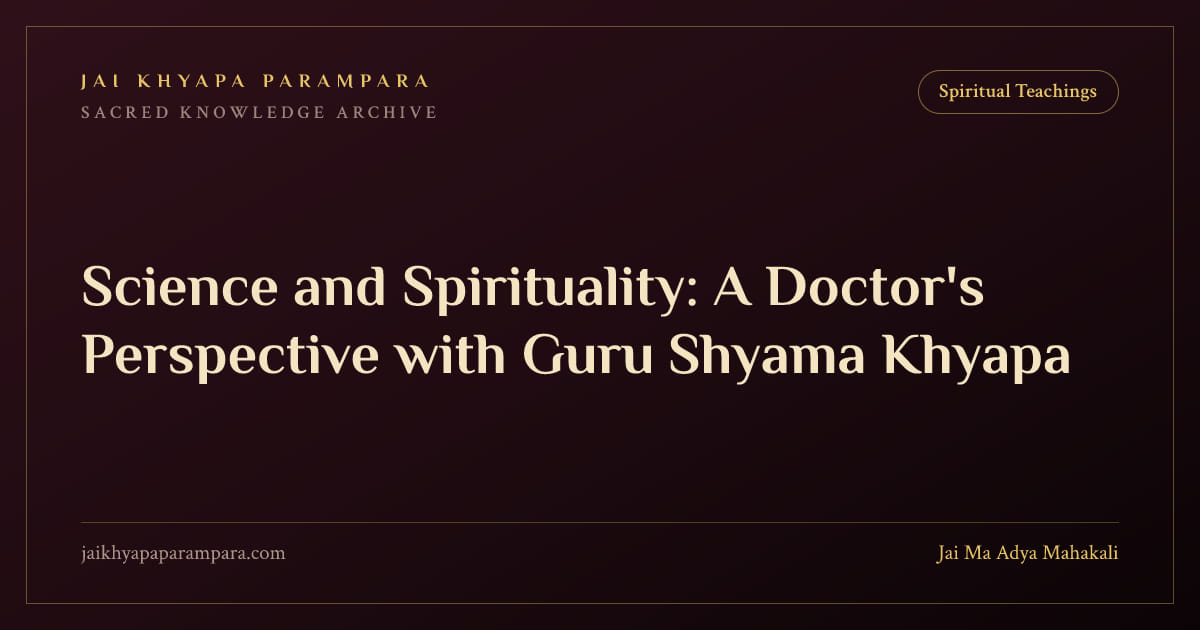 JAI KHYAPA PARAMPARA
SACRED KNOWLEDGE ARCHIVE
Spiritual Teachings
Science and Spirituality: A Doctor's
Perspective with Guru Shyama Khyapa
jaikhyapaparampara.com
Jai Ma Adya Mahakali